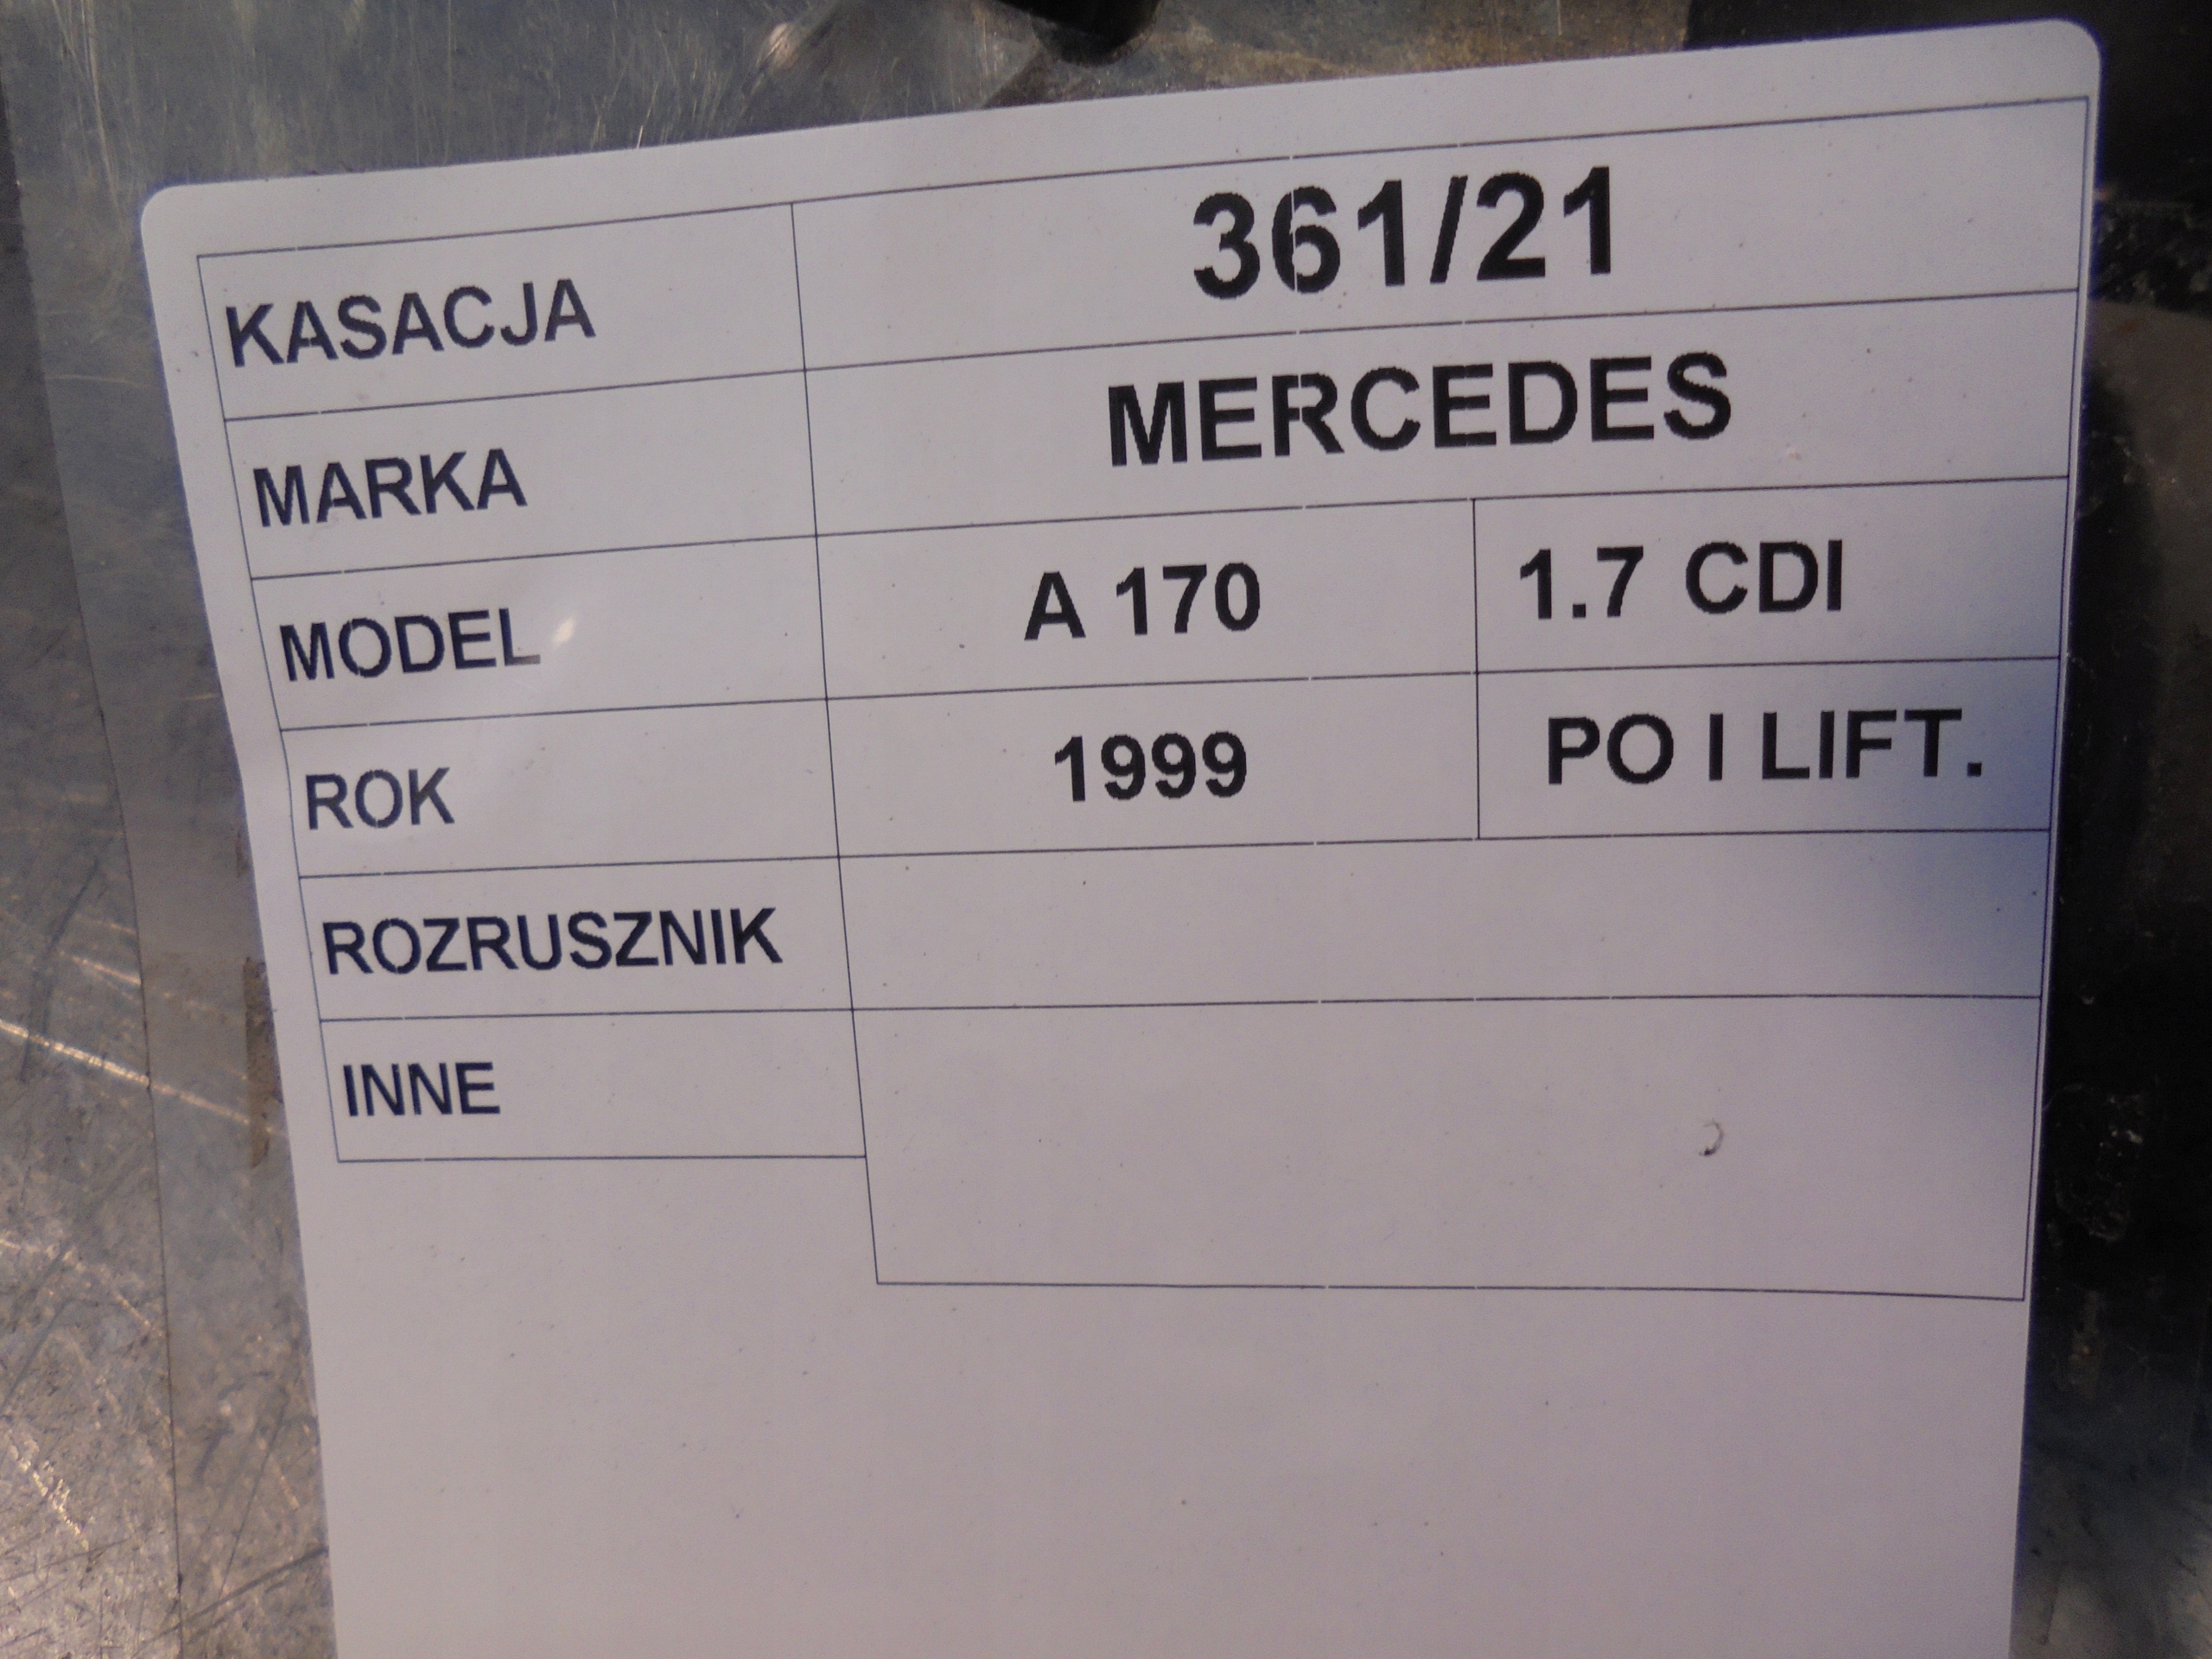 KASACJA 361/21
MARKA MERCEDES
MODEL A 170 1.7 CDI
ROK 1999 PO I LIFT.
ROZRUSZNIK
INNE